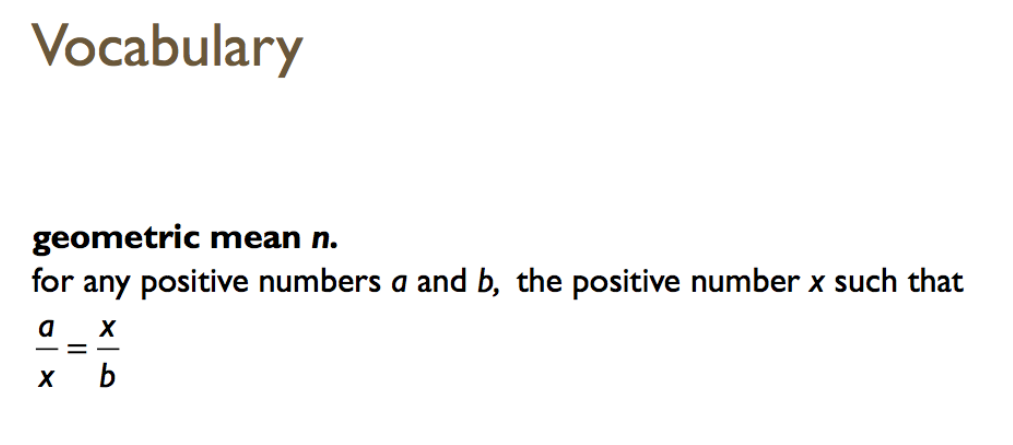 Vocabulary
geometric mean n.
for any positive numbers a and b, the positive number x such that
a/x = x/b